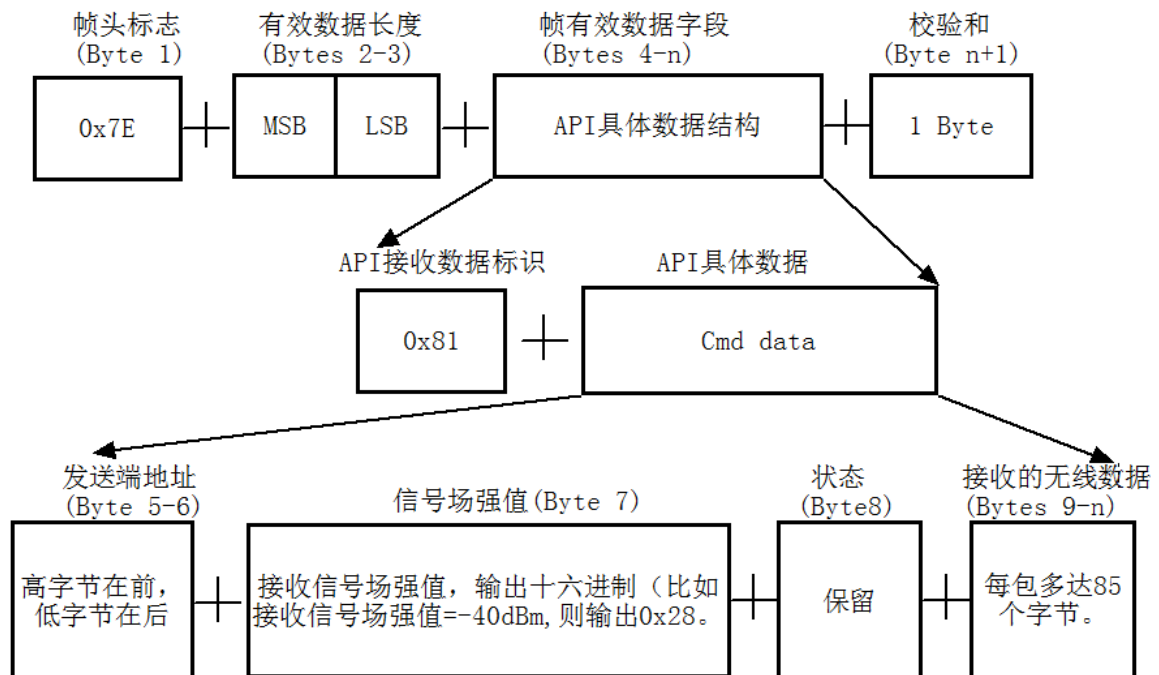 帧头标志
(Byte 1)
有效数据长度
(Bytes 2-3)
帧有效数据字段
(Bytes 4-n)
校验和
(Byte n+1)
0x7E
MSB
LSB
API具体数据结构
1 Byte
API接收数据标识
API具体数据
0x81
Cmd data
发送端地址
(Byte 5-6)
信号场强值(Byte 7)
状态
(Byte8)
接收的无线数据
(Bytes 9-n)
高字节在前，
低字节在后
接收信号场强值，输出十六进制（比如
接收信号场强值=-40dBm,则输出0x28。
保留
每包多达85
个字节。